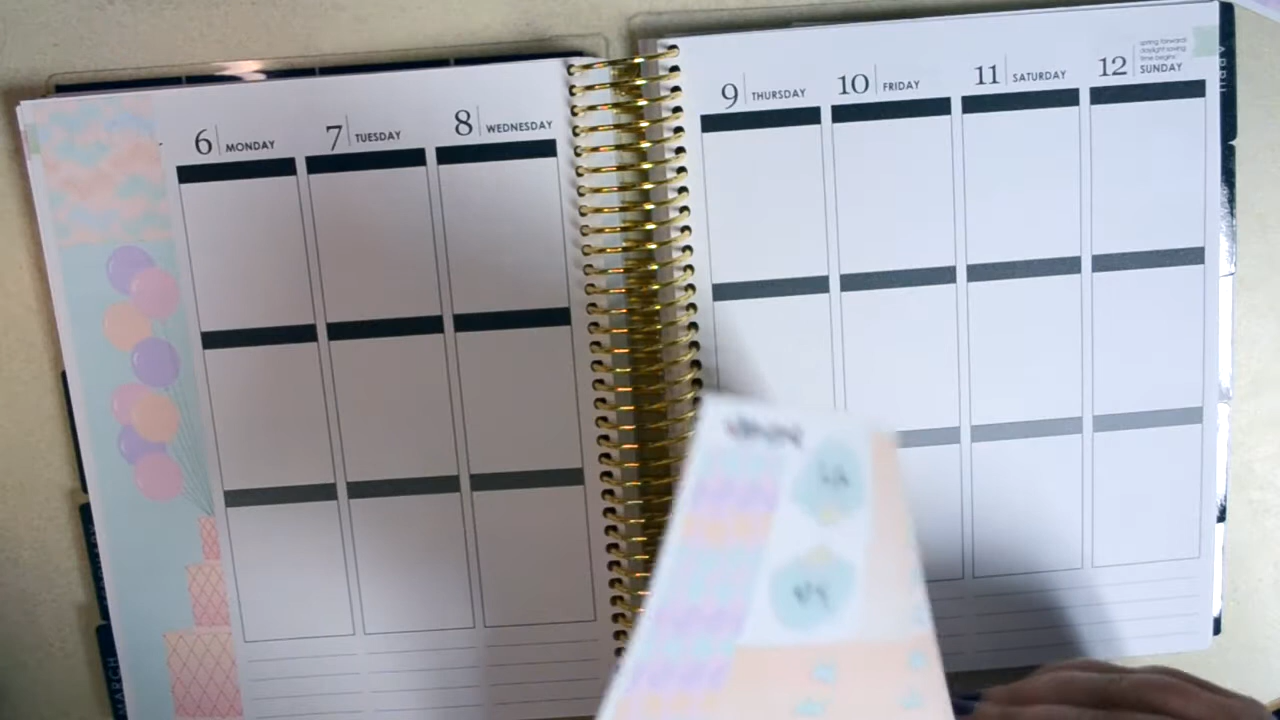 6 MONDAY
7 TUESDAY
8 WEDNESDAY
9 THURSDAY
10 FRIDAY
11 SATURDAY
12 SUNDAY
spring forward!
daylight saving
time begins
APRIL
MARCH